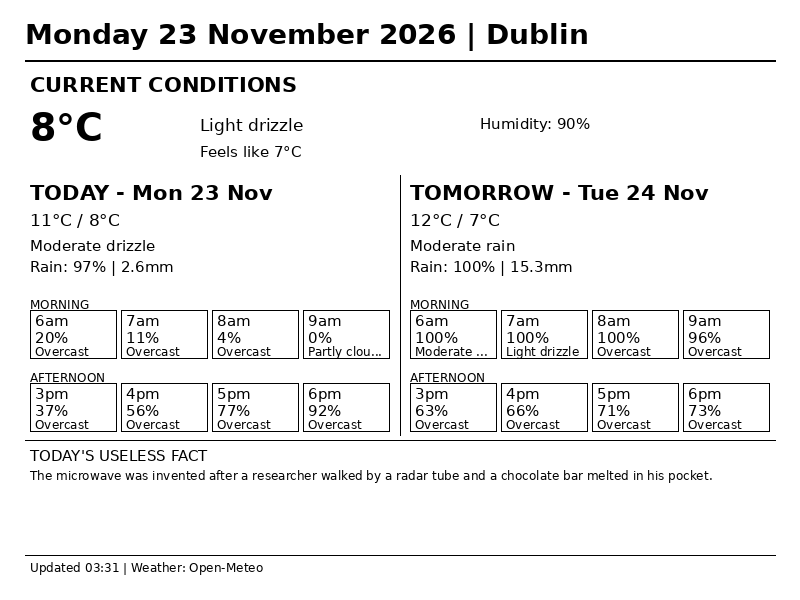 Monday 23 November 2026 | Dublin
CURRENT CONDITIONS
8°C
Light drizzle
Humidity: 90%
Feels like 7°C
TODAY - Mon 23 Nov
11°C / 8°C
Moderate drizzle
Rain: 97% | 2.6mm
MORNING
6am 7am 8am 9am
20% 11% 4% 0%
Overcast Overcast Overcast Partly clou...
AFTERNOON
3pm 4pm 5pm 6pm
37% 56% 77% 92%
Overcast Overcast Overcast Overcast
TOMORROW - Tue 24 Nov
12°C / 7°C
Moderate rain
Rain: 100% | 15.3mm
MORNING
6am 7am 8am 9am
100% 100% 100% 96%
Moderate ... Light drizzle Overcast Overcast
AFTERNOON
3pm 4pm 5pm 6pm
63% 66% 71% 73%
Overcast Overcast Overcast Overcast
TODAY'S USELESS FACT
The microwave was invented after a researcher walked by a radar tube and a chocolate bar melted in his pocket.
Updated 03:31 | Weather: Open-Meteo